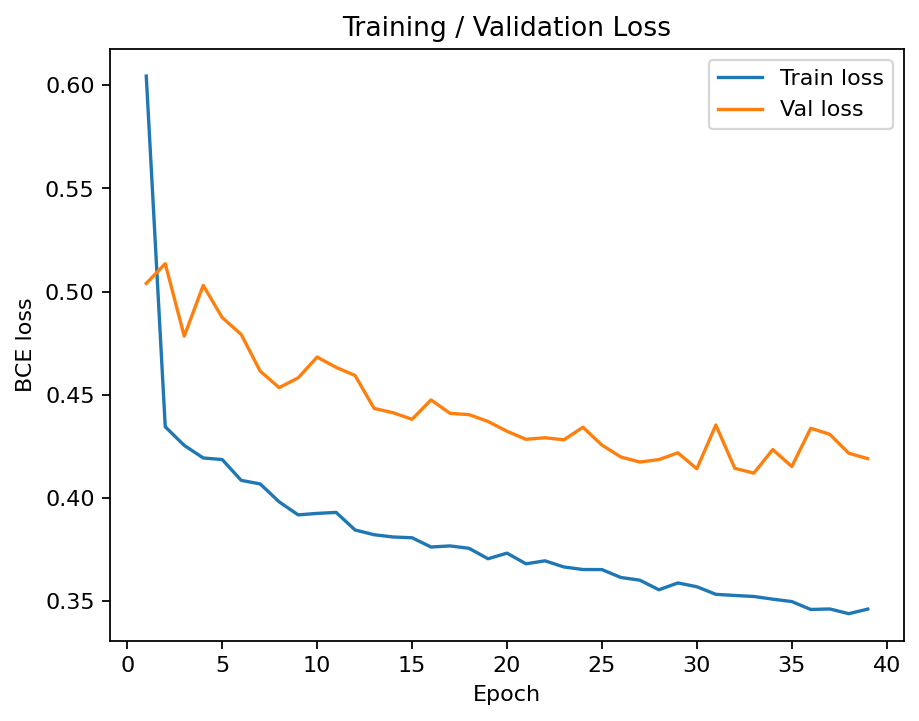 Training / Validation Loss
Train loss
Val loss
0.60
0.55
0.50
0.45
0.40
0.35
BCE loss
0 5 10 15 20 25 30 35 40
Epoch